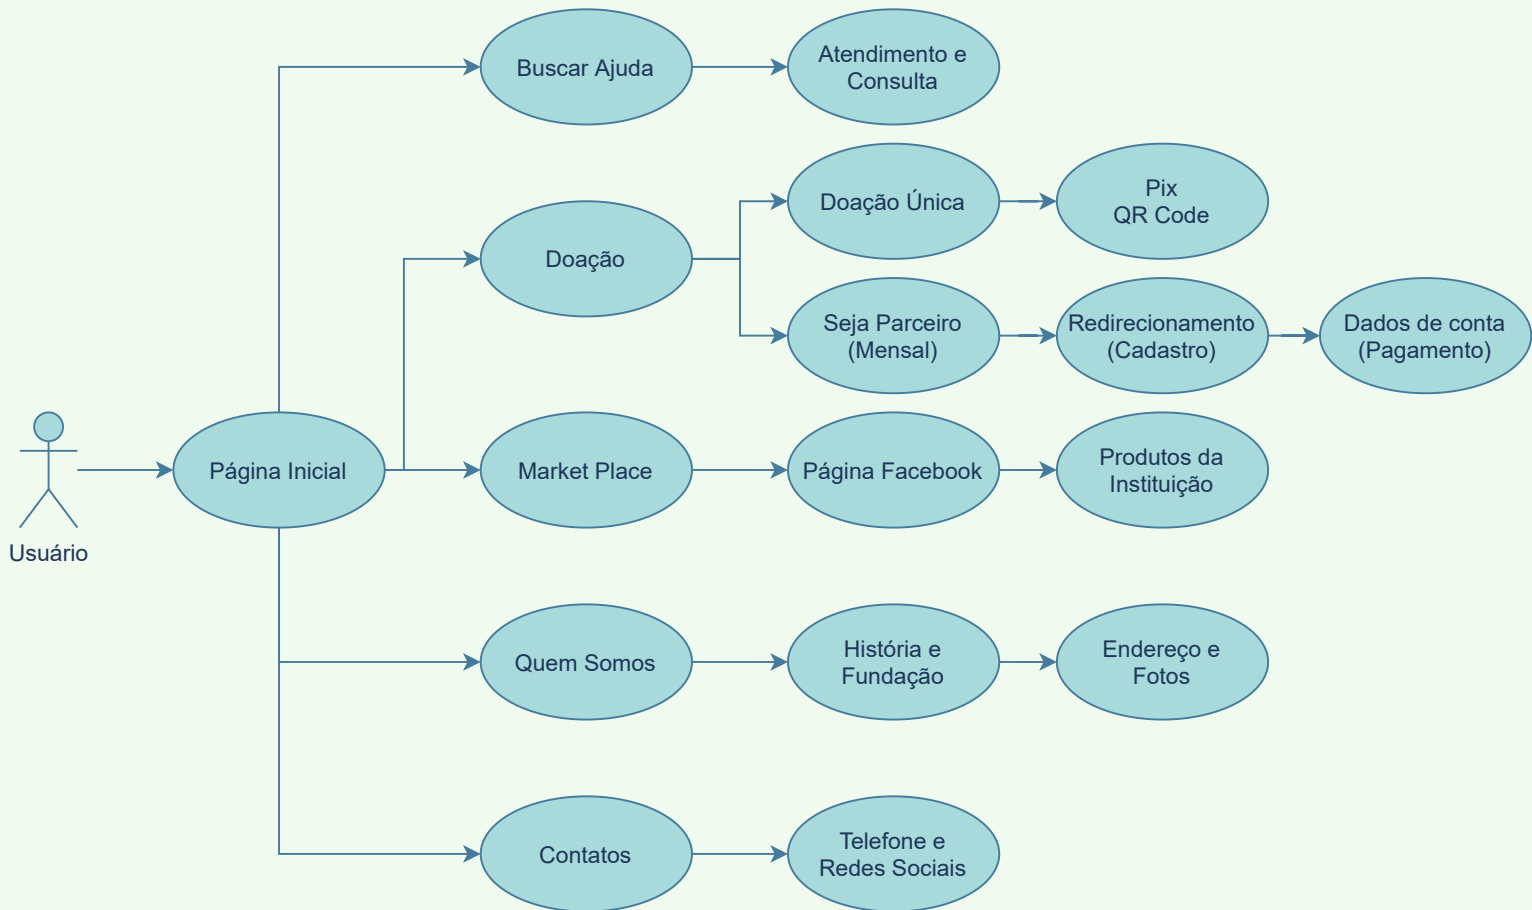 Buscar Ajuda
Atendimento e
Consulta
Doação
Doação Única
Pix
QR Code
Seja Parceiro
(Mensal)
Redirecionamento
(Cadastro)
Dados de conta
(Pagamento)
Usuário
Página Inicial
Market Place
Página Facebook
Produtos da
Instituição
Quem Somos
História e
Fundação
Endereço e
Fotos
Contatos
Telefone e
Redes Sociais